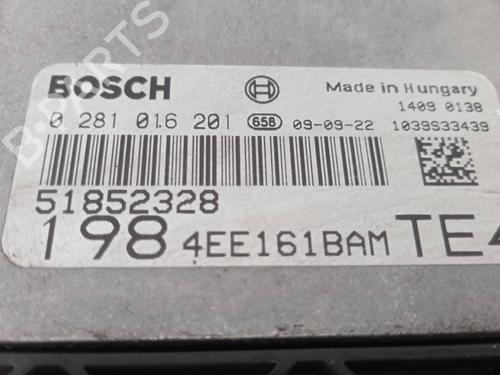 B-PARTS
BOSCH
Made in Hungary
1409 0138
0 281 016 201 658 09-09-22 1039S33439
51852328
198 4EE161BAM TE4